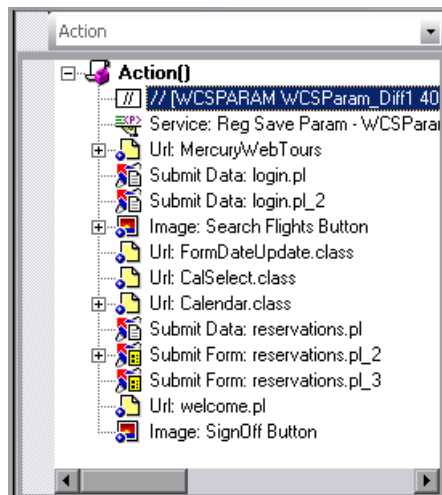 Action
Action()
// // [WCSPARAM WCSParam_Diff1 40
<P> Service: Reg Save Param - WCSParam
Url: MercuryWebTours
Submit Data: login.pl
Submit Data: login.pl_2
Image: Search Flights Button
Url: FormDateUpdate.class
Url: CalSelect.class
Url: Calendar.class
Submit Data: reservations.pl
Submit Form: reservations.pl_2
Submit Form: reservations.pl_3
Url: welcome.pl
Image: SignOff Button